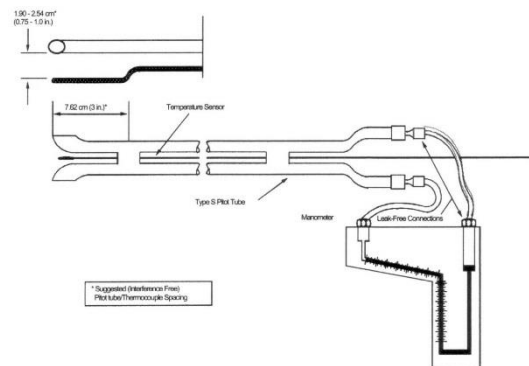 1.90 - 2.54 cm*
(0.75 - 1.0 in.)
7.62 cm (3 in.)*
Temperature Sensor
Type S Pitot Tube
Leak-Free Connections
Manometer
* Suggested (Interference Free)
Pitot tube/Thermocouple Spacing